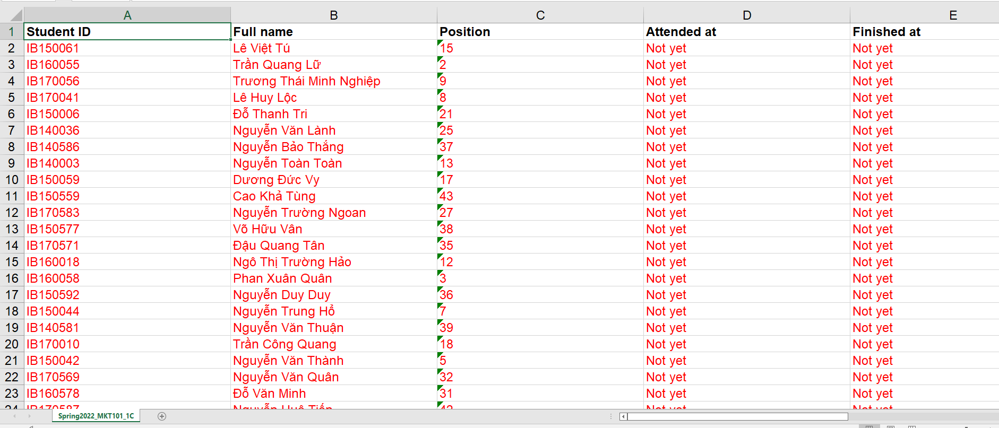 A B C D E
1 Student ID Full name Position Attended at Finished at
2 IB150061 Lê Việt Tú 15 Not yet Not yet
3 IB160055 Trần Quang Lữ 2 Not yet Not yet
4 IB170056 Trương Thái Minh Nghiệp 9 Not yet Not yet
5 IB170041 Lê Huy Lộc 8 Not yet Not yet
6 IB150006 Đỗ Thanh Tri 21 Not yet Not yet
7 IB140036 Nguyễn Văn Lành 25 Not yet Not yet
8 IB140586 Nguyễn Bảo Thắng 37 Not yet Not yet
9 IB140003 Nguyễn Toàn Toàn 13 Not yet Not yet
10 IB150059 Dương Đức Vy 17 Not yet Not yet
11 IB150559 Cao Khả Tùng 43 Not yet Not yet
12 IB170583 Nguyễn Trường Ngoan 27 Not yet Not yet
13 IB150577 Võ Hữu Vân 38 Not yet Not yet
14 IB170571 Đậu Quang Tân 35 Not yet Not yet
15 IB160018 Ngô Thị Trường Hảo 12 Not yet Not yet
16 IB160058 Phan Xuân Quân 3 Not yet Not yet
17 IB150592 Nguyễn Duy Duy 36 Not yet Not yet
18 IB150044 Nguyễn Trung Hổ 7 Not yet Not yet
19 IB140581 Nguyễn Văn Thuận 39 Not yet Not yet
20 IB170010 Trần Công Quang 18 Not yet Not yet
21 IB150042 Nguyễn Văn Thành 5 Not yet Not yet
22 IB170569 Nguyễn Văn Quân 32 Not yet Not yet
23 IB160578 Đỗ Văn Minh 31 Not yet Not yet
24 IB170587 Nguyễn Huê Tiến 42 Not yet Not yet
Spring2022_MKT101_1C